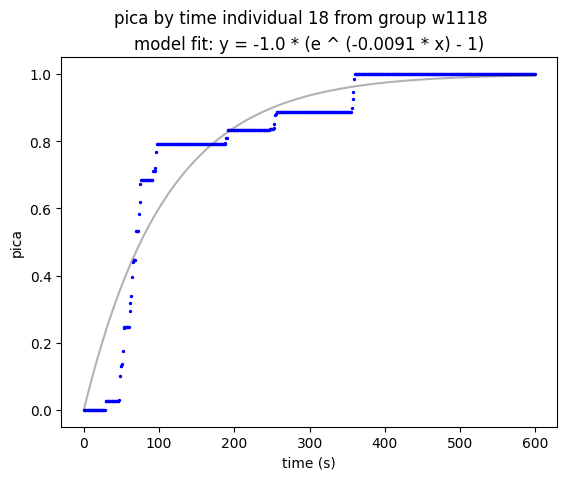 pica by time individual 18 from group w1118
model fit: y = -1.0 * (e ^ (-0.0091 * x) - 1)
1.0
0.8
0.6
0.4
0.2
0.0
pica
0 100 200 300 400 500 600
time (s)